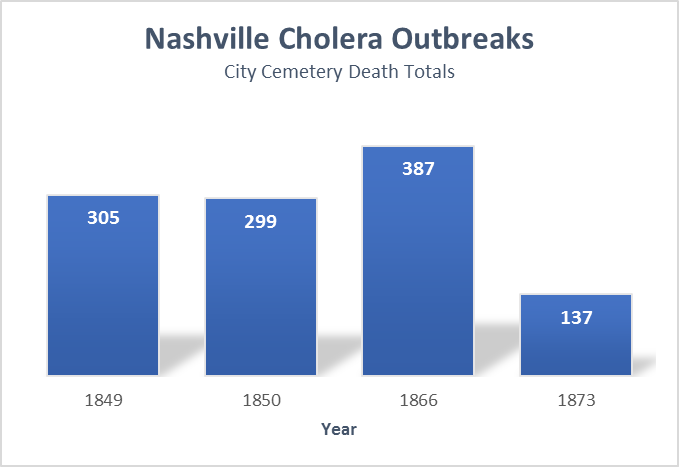 Nashville Cholera Outbreaks
City Cemetery Death Totals
305
299
387
137
1849
1850
1866
1873
Year